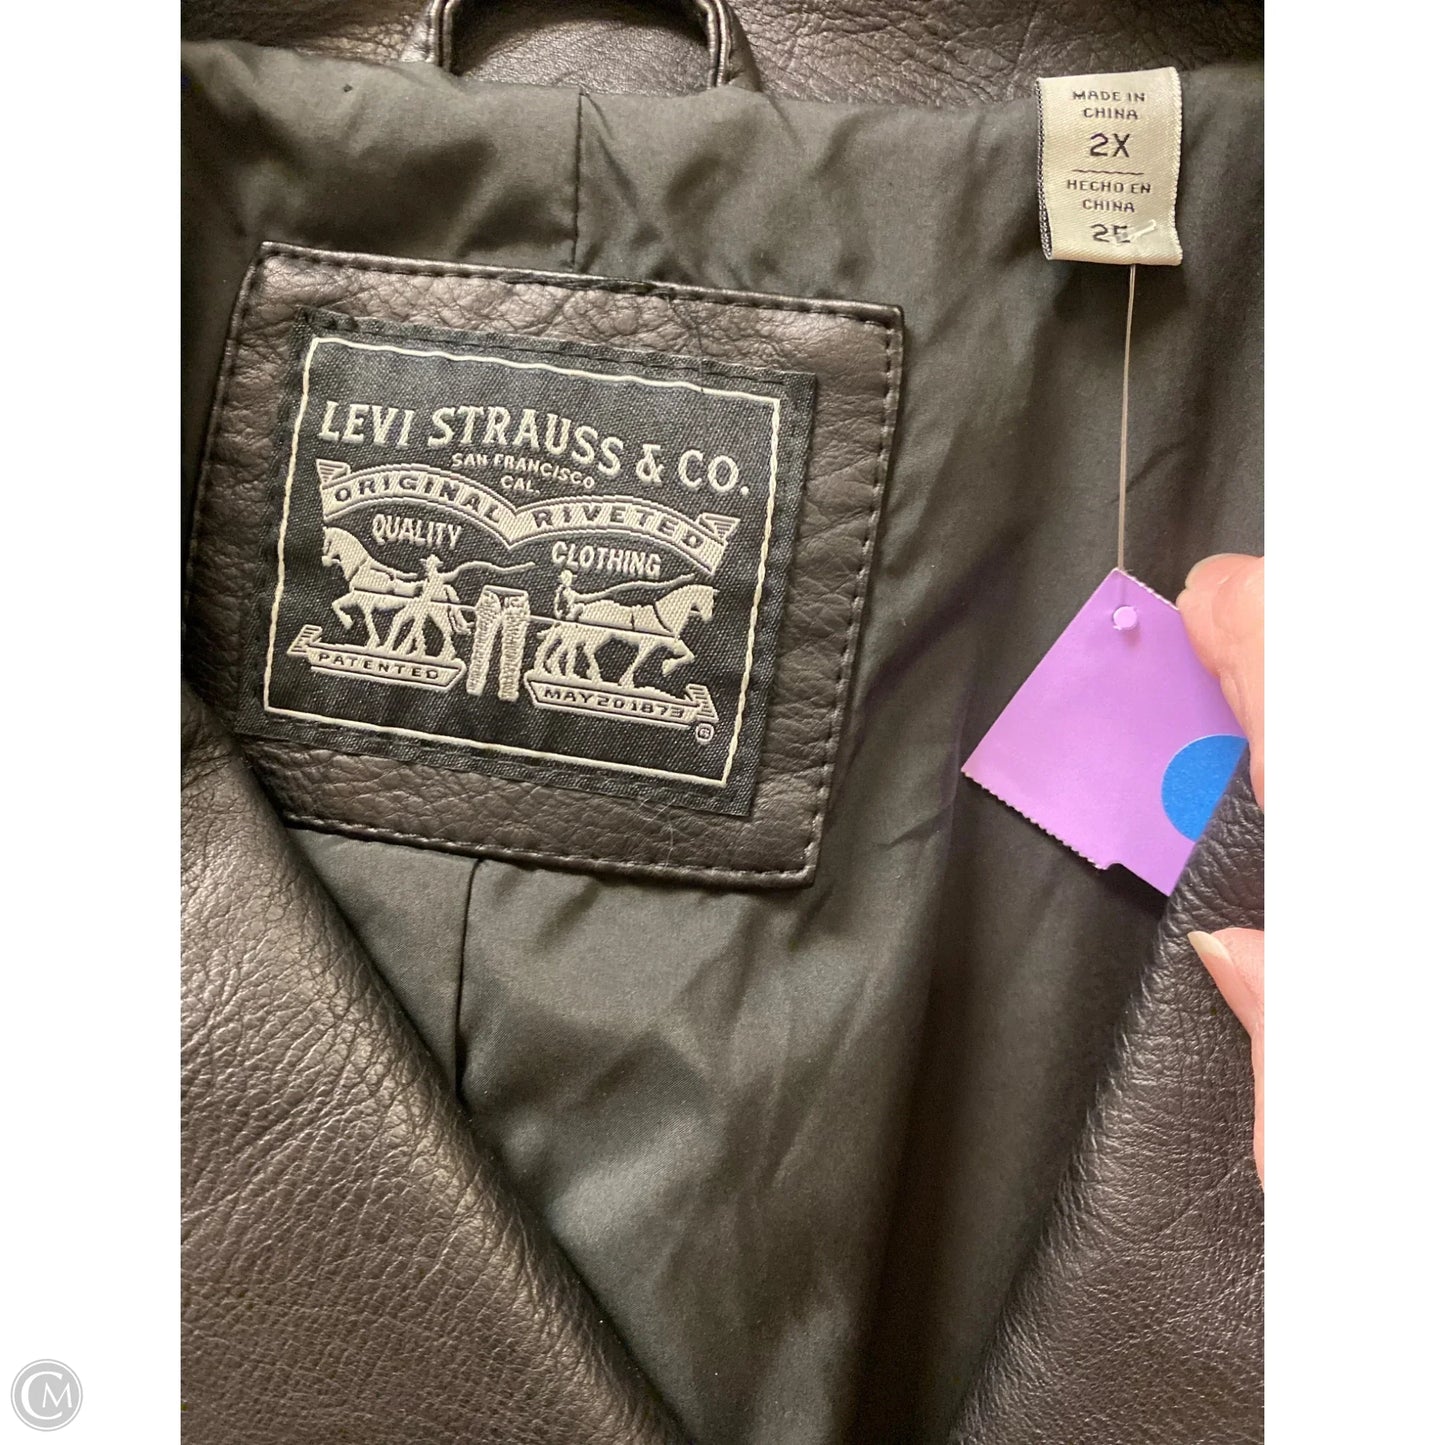 MADE IN
CHINA
2X
HECHO EN
CHINA
LEVI STRAUSS & CO.
SAN FRANCISCO
CAL.
ORIGINAL RIVETED
QUALITY CLOTHING
PATENTED MAY 20 1873
®
CM